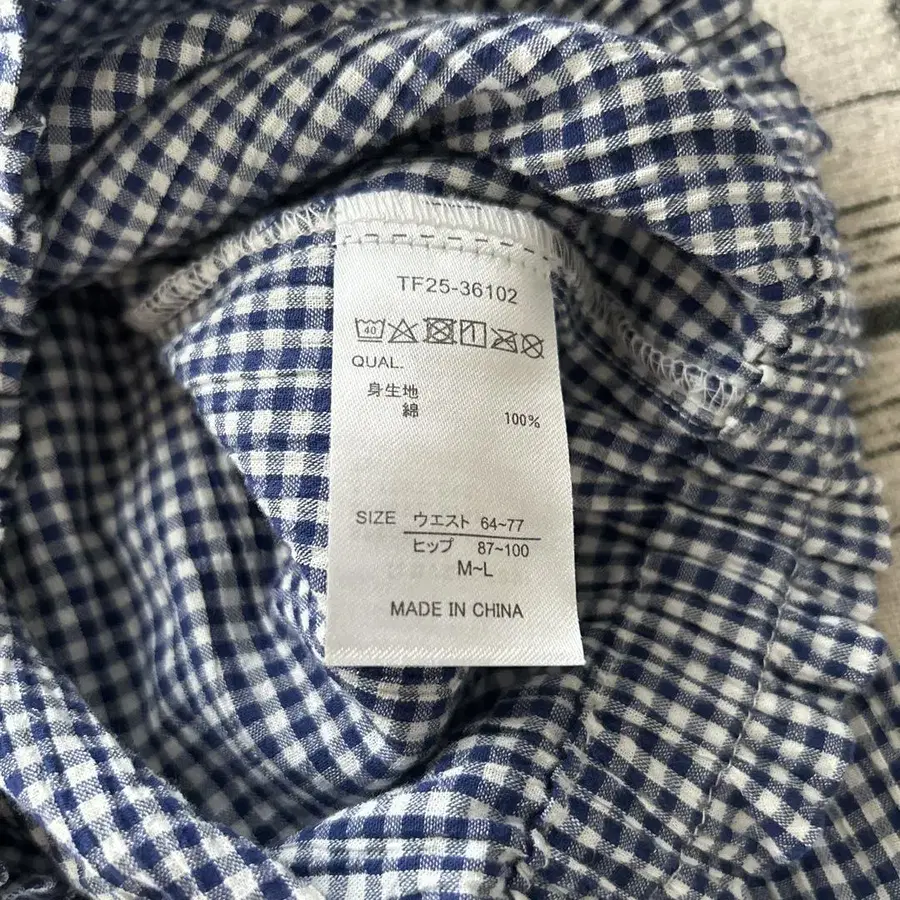 TF25-36102
40
QUAL.
身生地
綿 100%
SIZE ウエスト 64~77
ヒップ 87~100
M~L
MADE IN CHINA